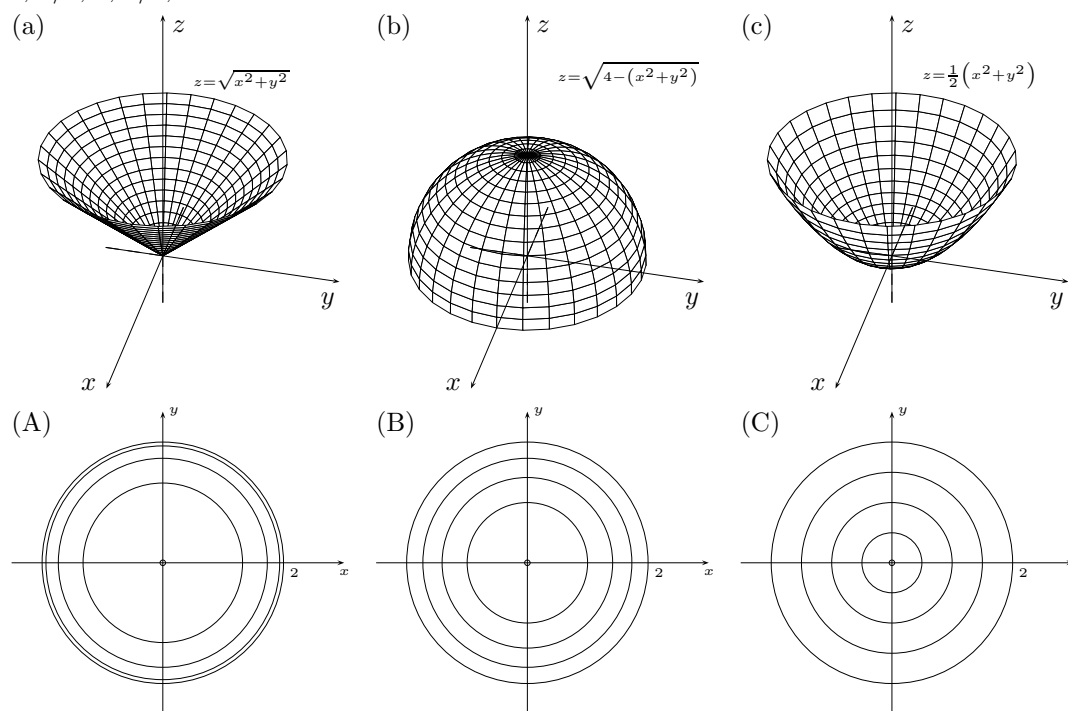 (a)
z
z=√(x²+y²)
y
x
(b)
z
z=√(4−(x²+y²))
y
x
(c)
z
z=½(x²+y²)
y
x
(A)
y
2
x
(B)
y
2
x
(C)
y
2